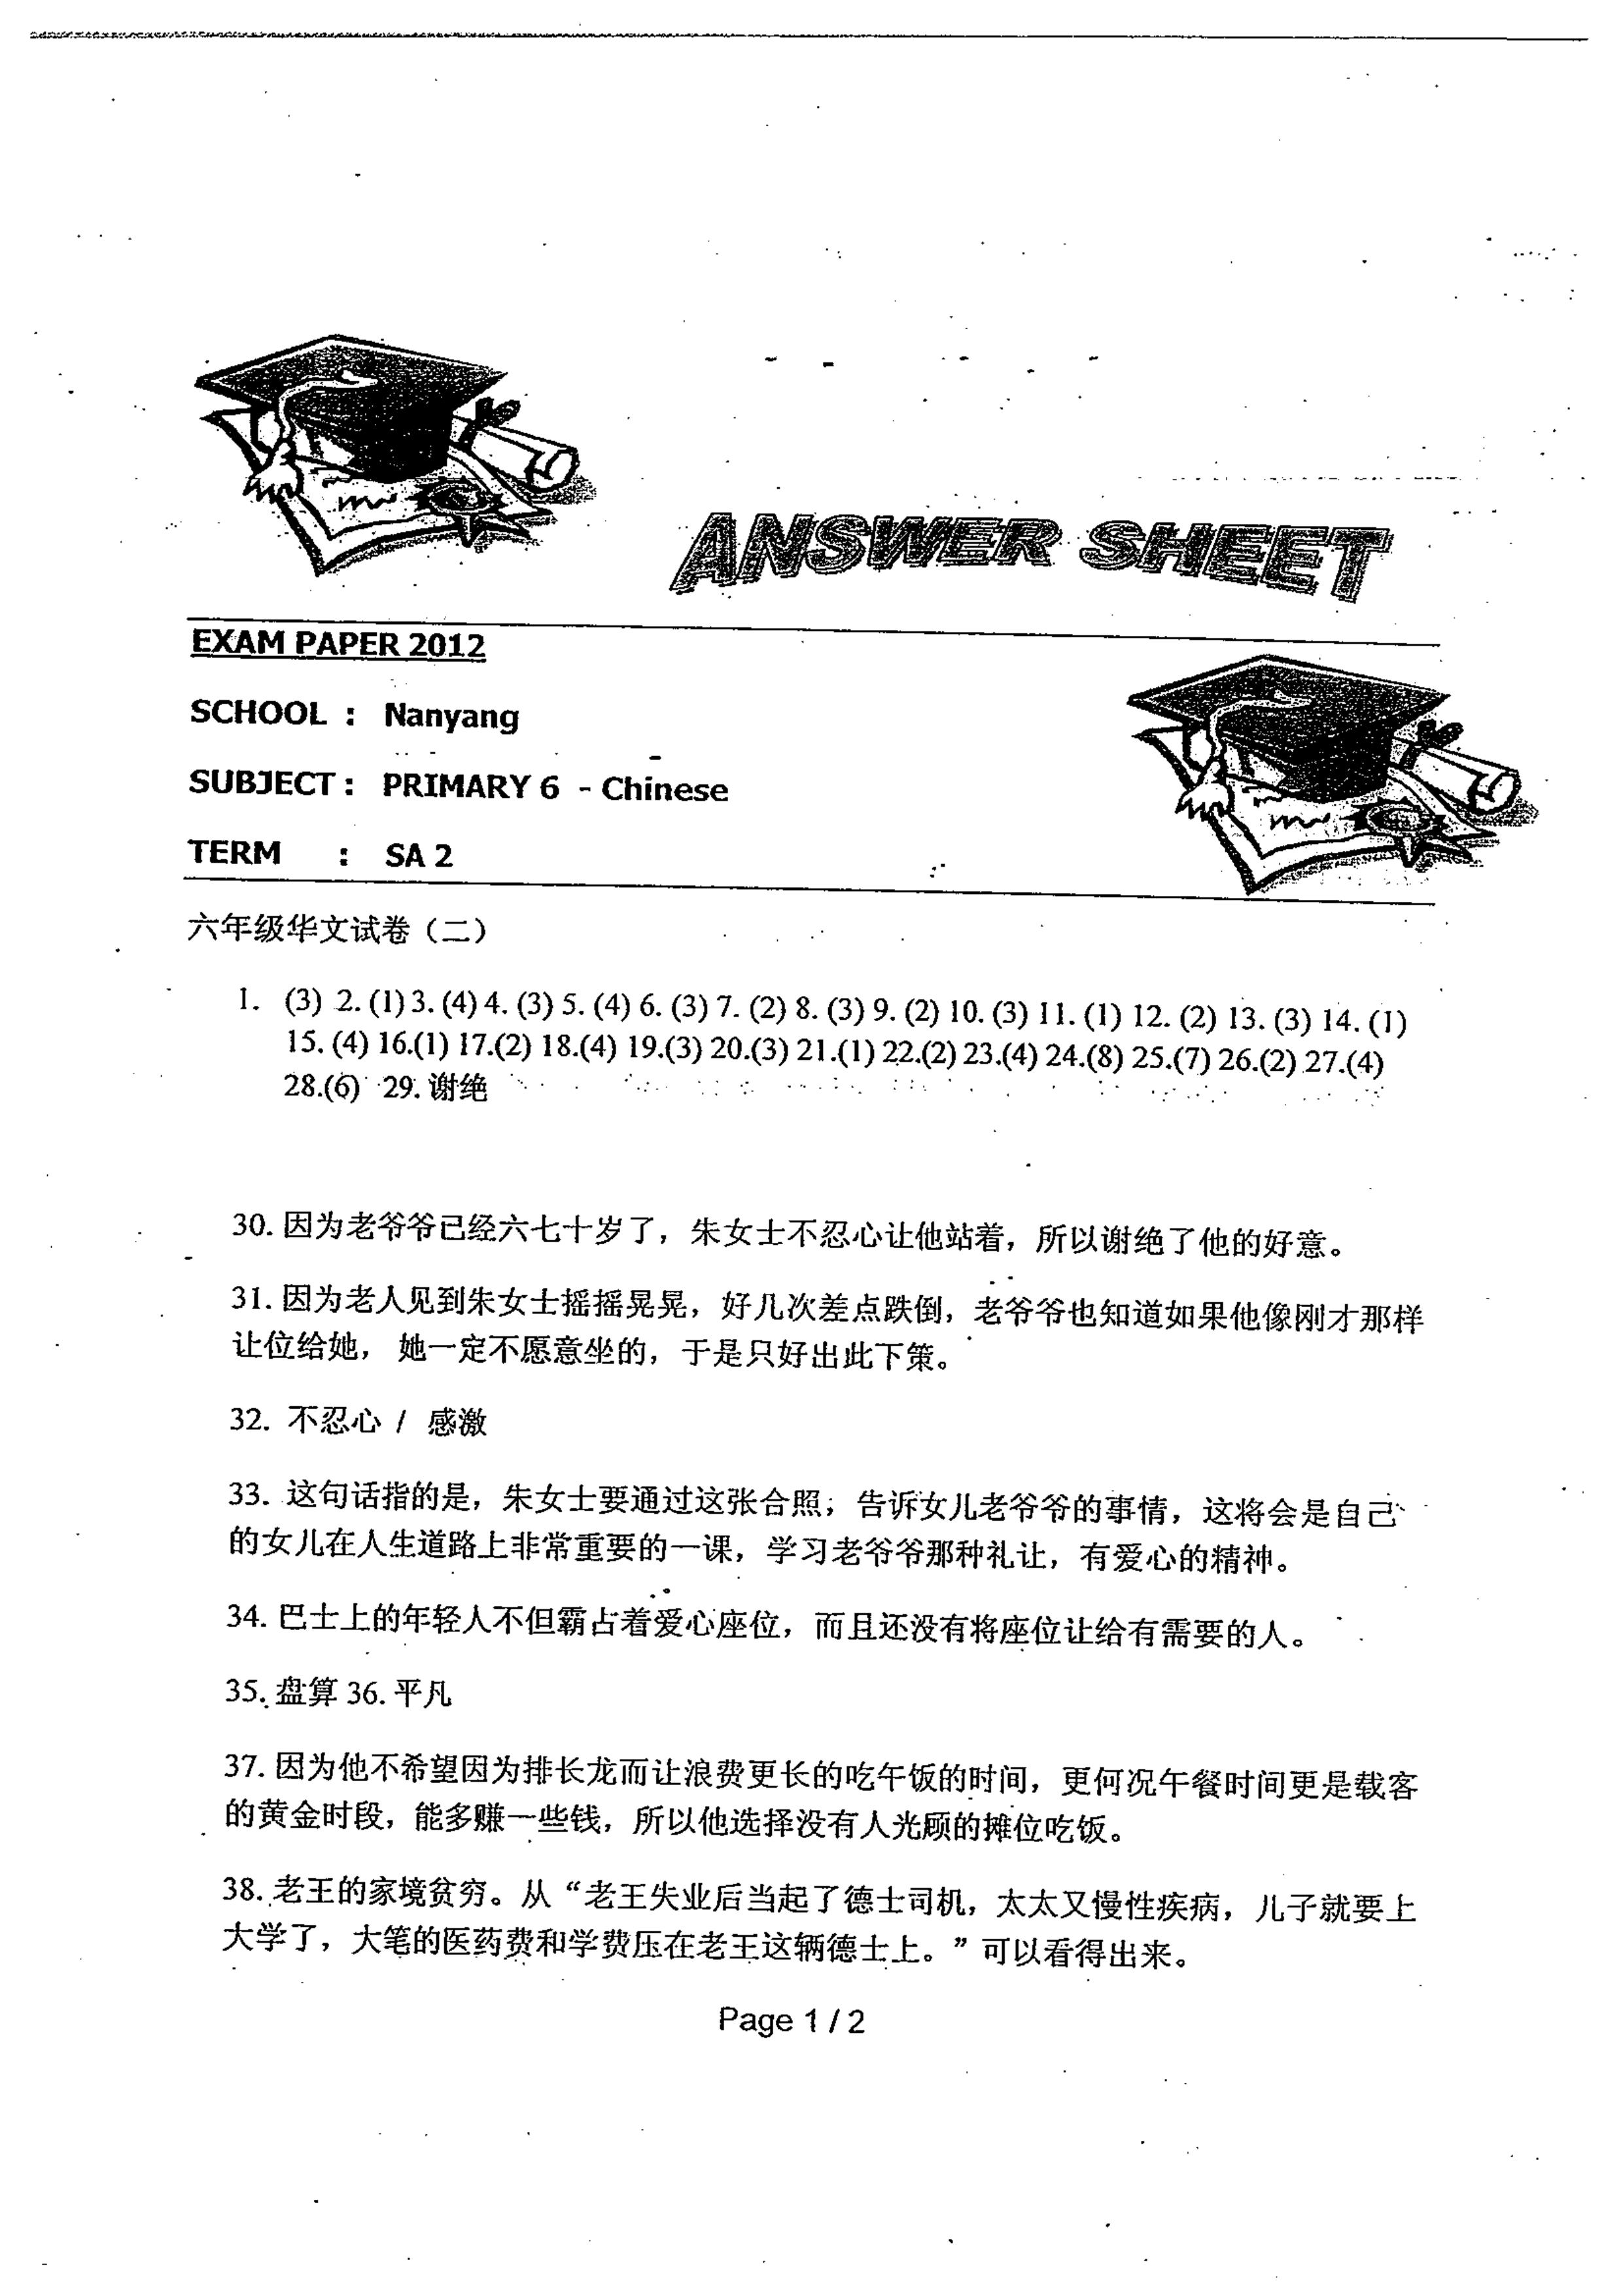 ANSWER SHEET
EXAM PAPER 2012
SCHOOL : Nanyang
SUBJECT : PRIMARY 6 - Chinese
TERM : SA 2
六年级华文试卷（二）
1. (3) 2. (1) 3. (4) 4. (3) 5. (4) 6. (3) 7. (2) 8. (3) 9. (2) 10. (3) 11. (1) 12. (2) 13. (3) 14. (1)
15. (4) 16.(1) 17.(2) 18.(4) 19.(3) 20.(3) 21.(1) 22.(2) 23.(4) 24.(8) 25.(7) 26.(2) 27.(4)
28.(6) 29. 谢绝
30. 因为老爷爷已经六七十岁了，朱女士不忍心让他站着，所以谢绝了他的好意。
31. 因为老人见到朱女士摇摇晃晃，好几次差点跌倒，老爷爷也知道如果他像刚才那样
让位给她， 她一定不愿意坐的，于是只好出此下策。
32. 不忍心 / 感激
33. 这句话指的是，朱女士要通过这张合照，告诉女儿老爷爷的事情，这将会是自己
的女儿在人生道路上非常重要的一课，学习老爷爷那种礼让，有爱心的精神。
34. 巴士上的年轻人不但霸占着爱心座位，而且还没有将座位让给有需要的人。
35. 盘算 36. 平凡
37. 因为他不希望因为排长龙而让浪费更长的吃午饭的时间，更何况午餐时间更是载客
的黄金时段，能多赚一些钱，所以他选择没有人光顾的摊位吃饭。
38. 老王的家境贫穷。从“老王失业后当起了德士司机，太太又慢性疾病，儿子就要上
大学了，大笔的医药费和学费压在老王这辆德士上。”可以看得出来。
Page 1 / 2